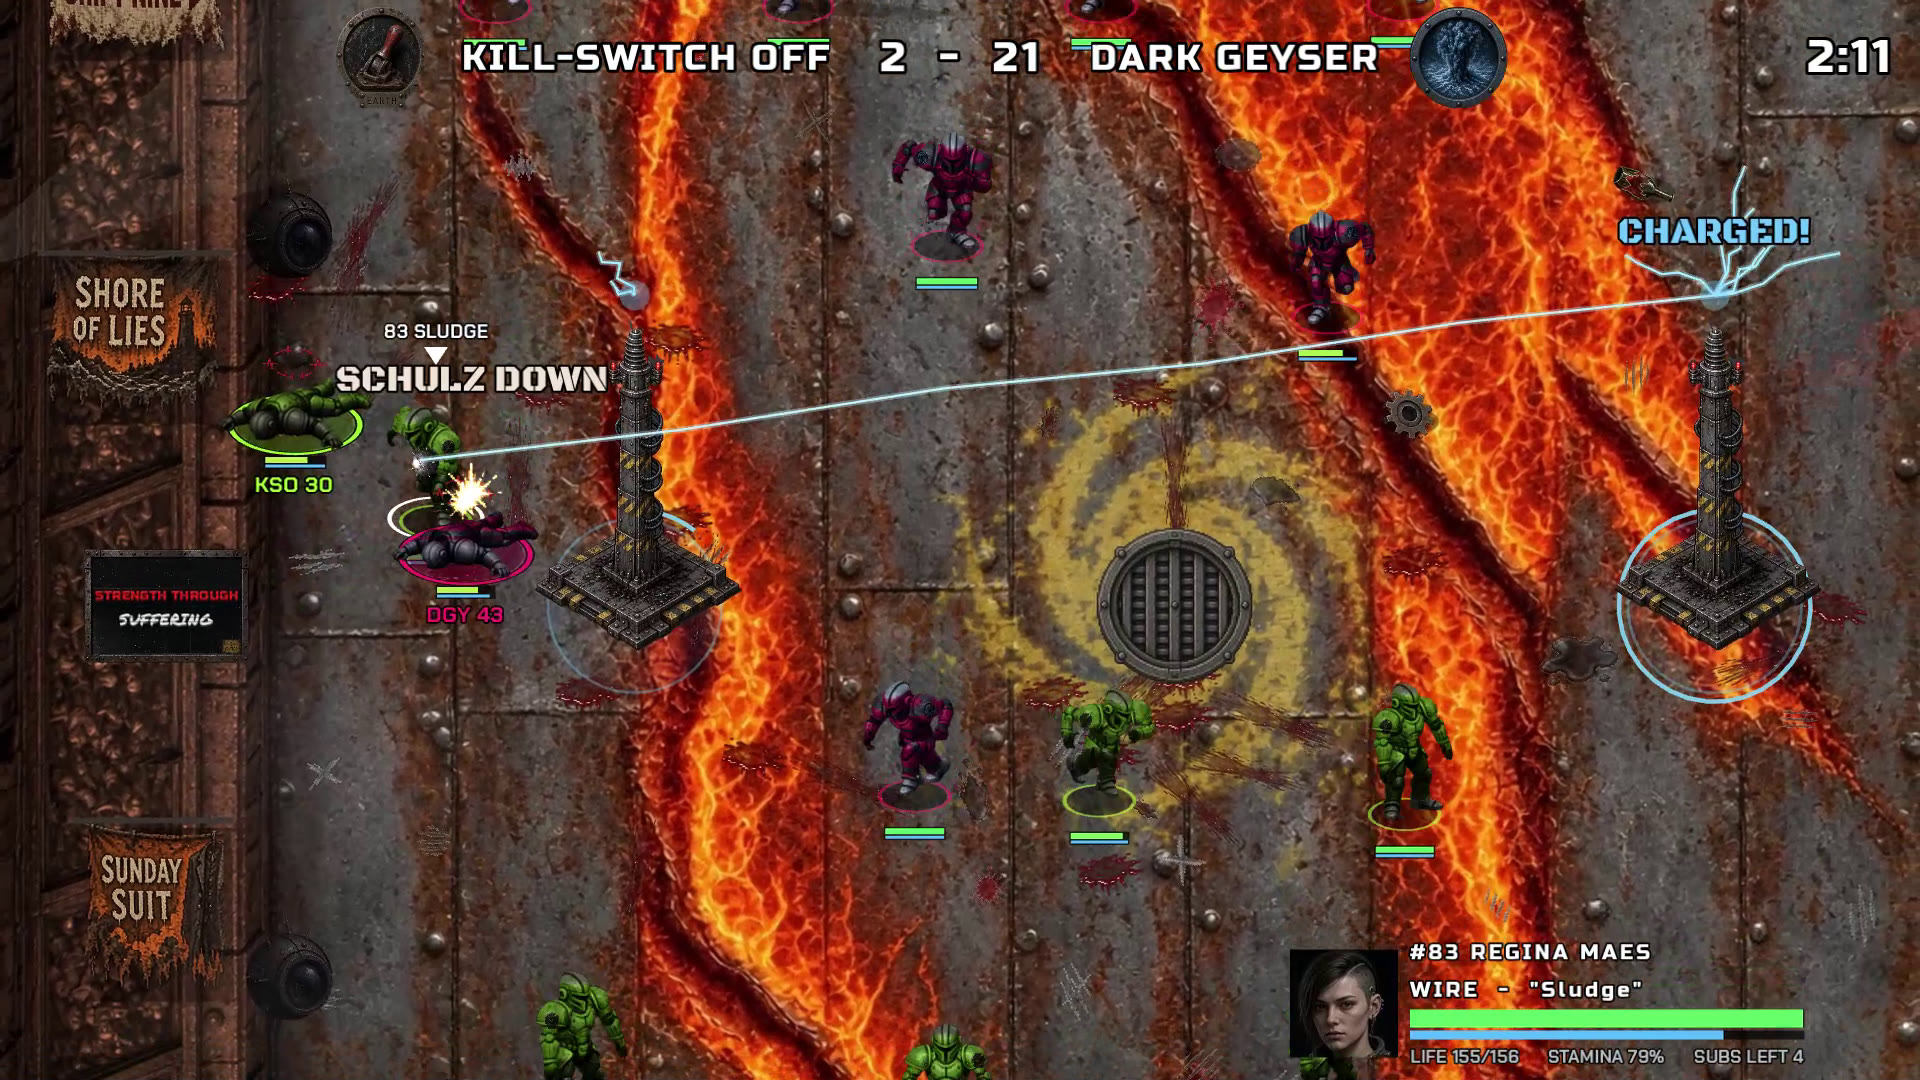 EARTH
KILL-SWITCH OFF 2 - 21 DARK GEYSER
2:11
CHARGED!
SHORE
OF LIES
83 SLUDGE
SCHULZ DOWN
KSO 30
STRENGTH THROUGH
SUFFERING
DGY 43
SUNDAY
SUIT
#83 REGINA MAES
WIRE - "Sludge"
LIFE 155/156 STAMINA 79% SUBS LEFT 4